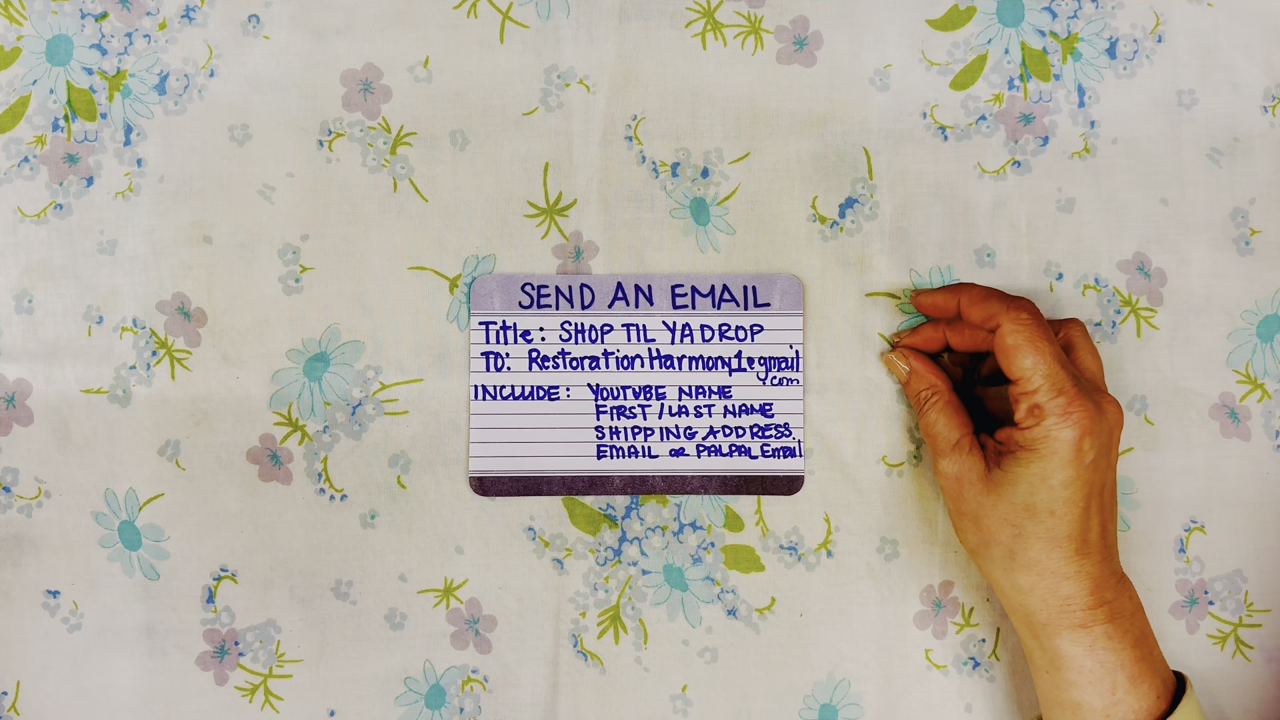 SEND AN EMAIL
Title: SHOP TIL YA DROP
TO: RestorationHarmony1@gmail
.com
INCLUDE: YOUTUBE NAME
FIRST/LAST NAME
SHIPPING ADDRESS.
EMAIL OR PALPAL Email